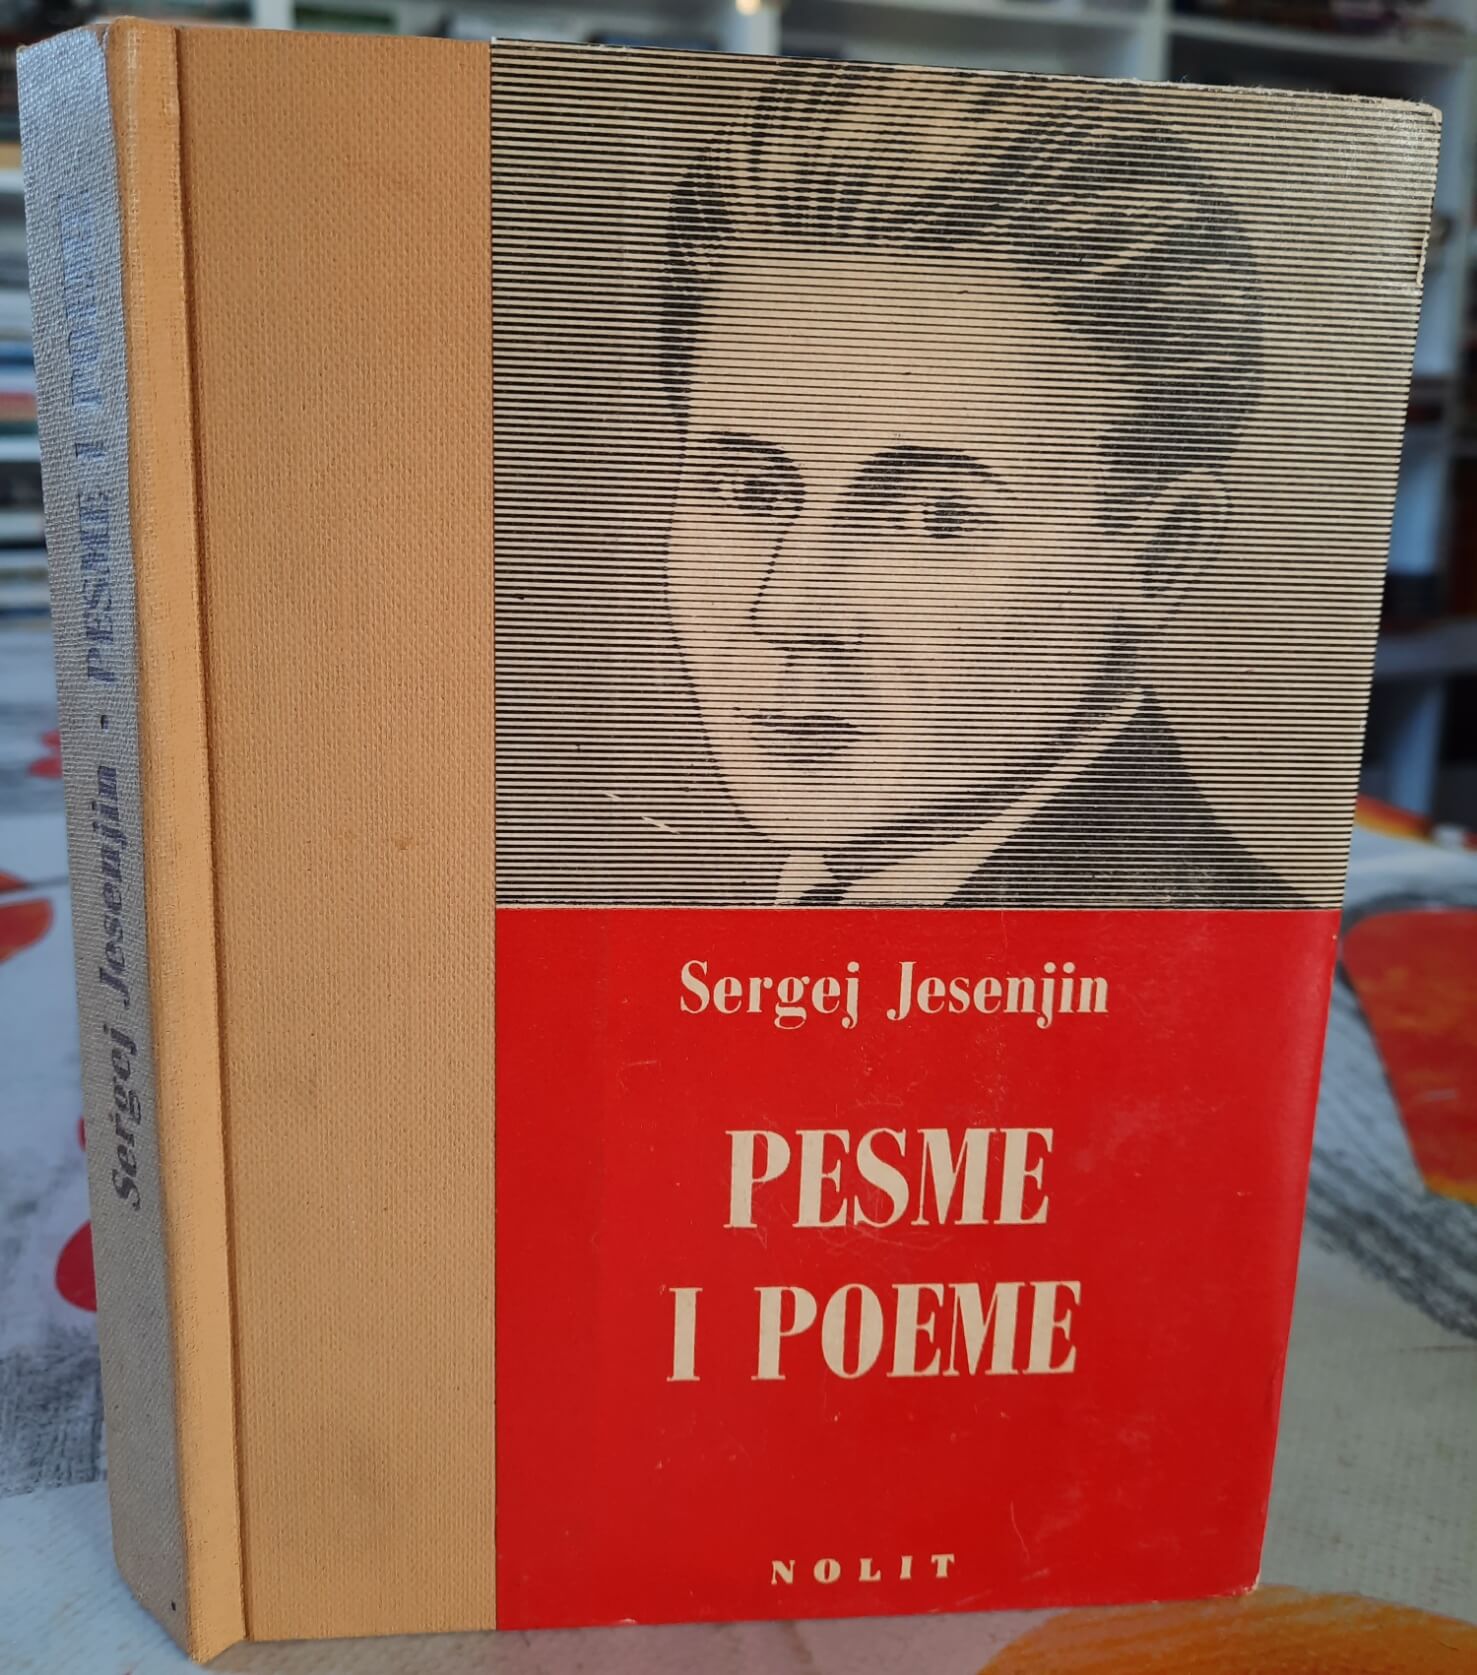 Sergej Jesenjin · PESME I POEME
Sergej Jesenjin
PESME
I POEME
NOLIT